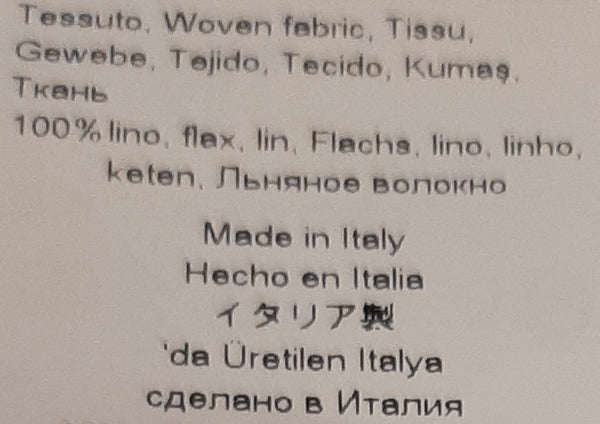 Tessuto, Woven fabric, Tissu,
Gewebe, Tejido, Tecido, Kumaş,
Ткань
100% lino, flax, lin, Flachs, lino, linho,
keten, Льняное волокно
Made in Italy
Hecho en Italia
イタリア製
'da Üretilen Italya
сделано в Италия